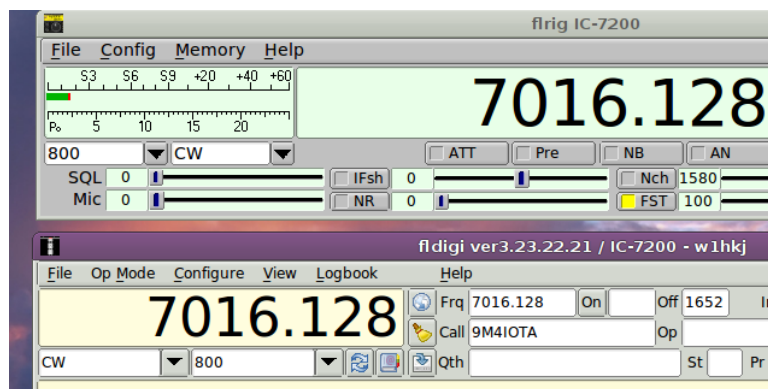 flrig IC-7200
File Config Memory Help
S3 S6 S9 +20 +40 +60
7016.128
Po 5 10 15 20
800 CW ATT Pre NB AN
SQL 0 IFsh 0 Nch 1580
Mic 0 NR 0 FST 100
fldigi ver3.23.22.21 / IC-7200 - w1hkj
File Op Mode Configure View Logbook Help
7016.128 Frq 7016.128 On Off 1652
Call 9M4IOTA Op
CW 800 Qth St Pr